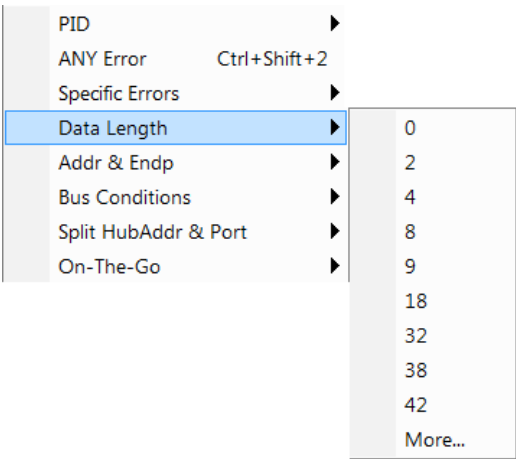 PID
ANY Error Ctrl+Shift+2
Specific Errors
Data Length
Addr & Endp
Bus Conditions
Split HubAddr & Port
On-The-Go
0
2
4
8
9
18
32
38
42
More...